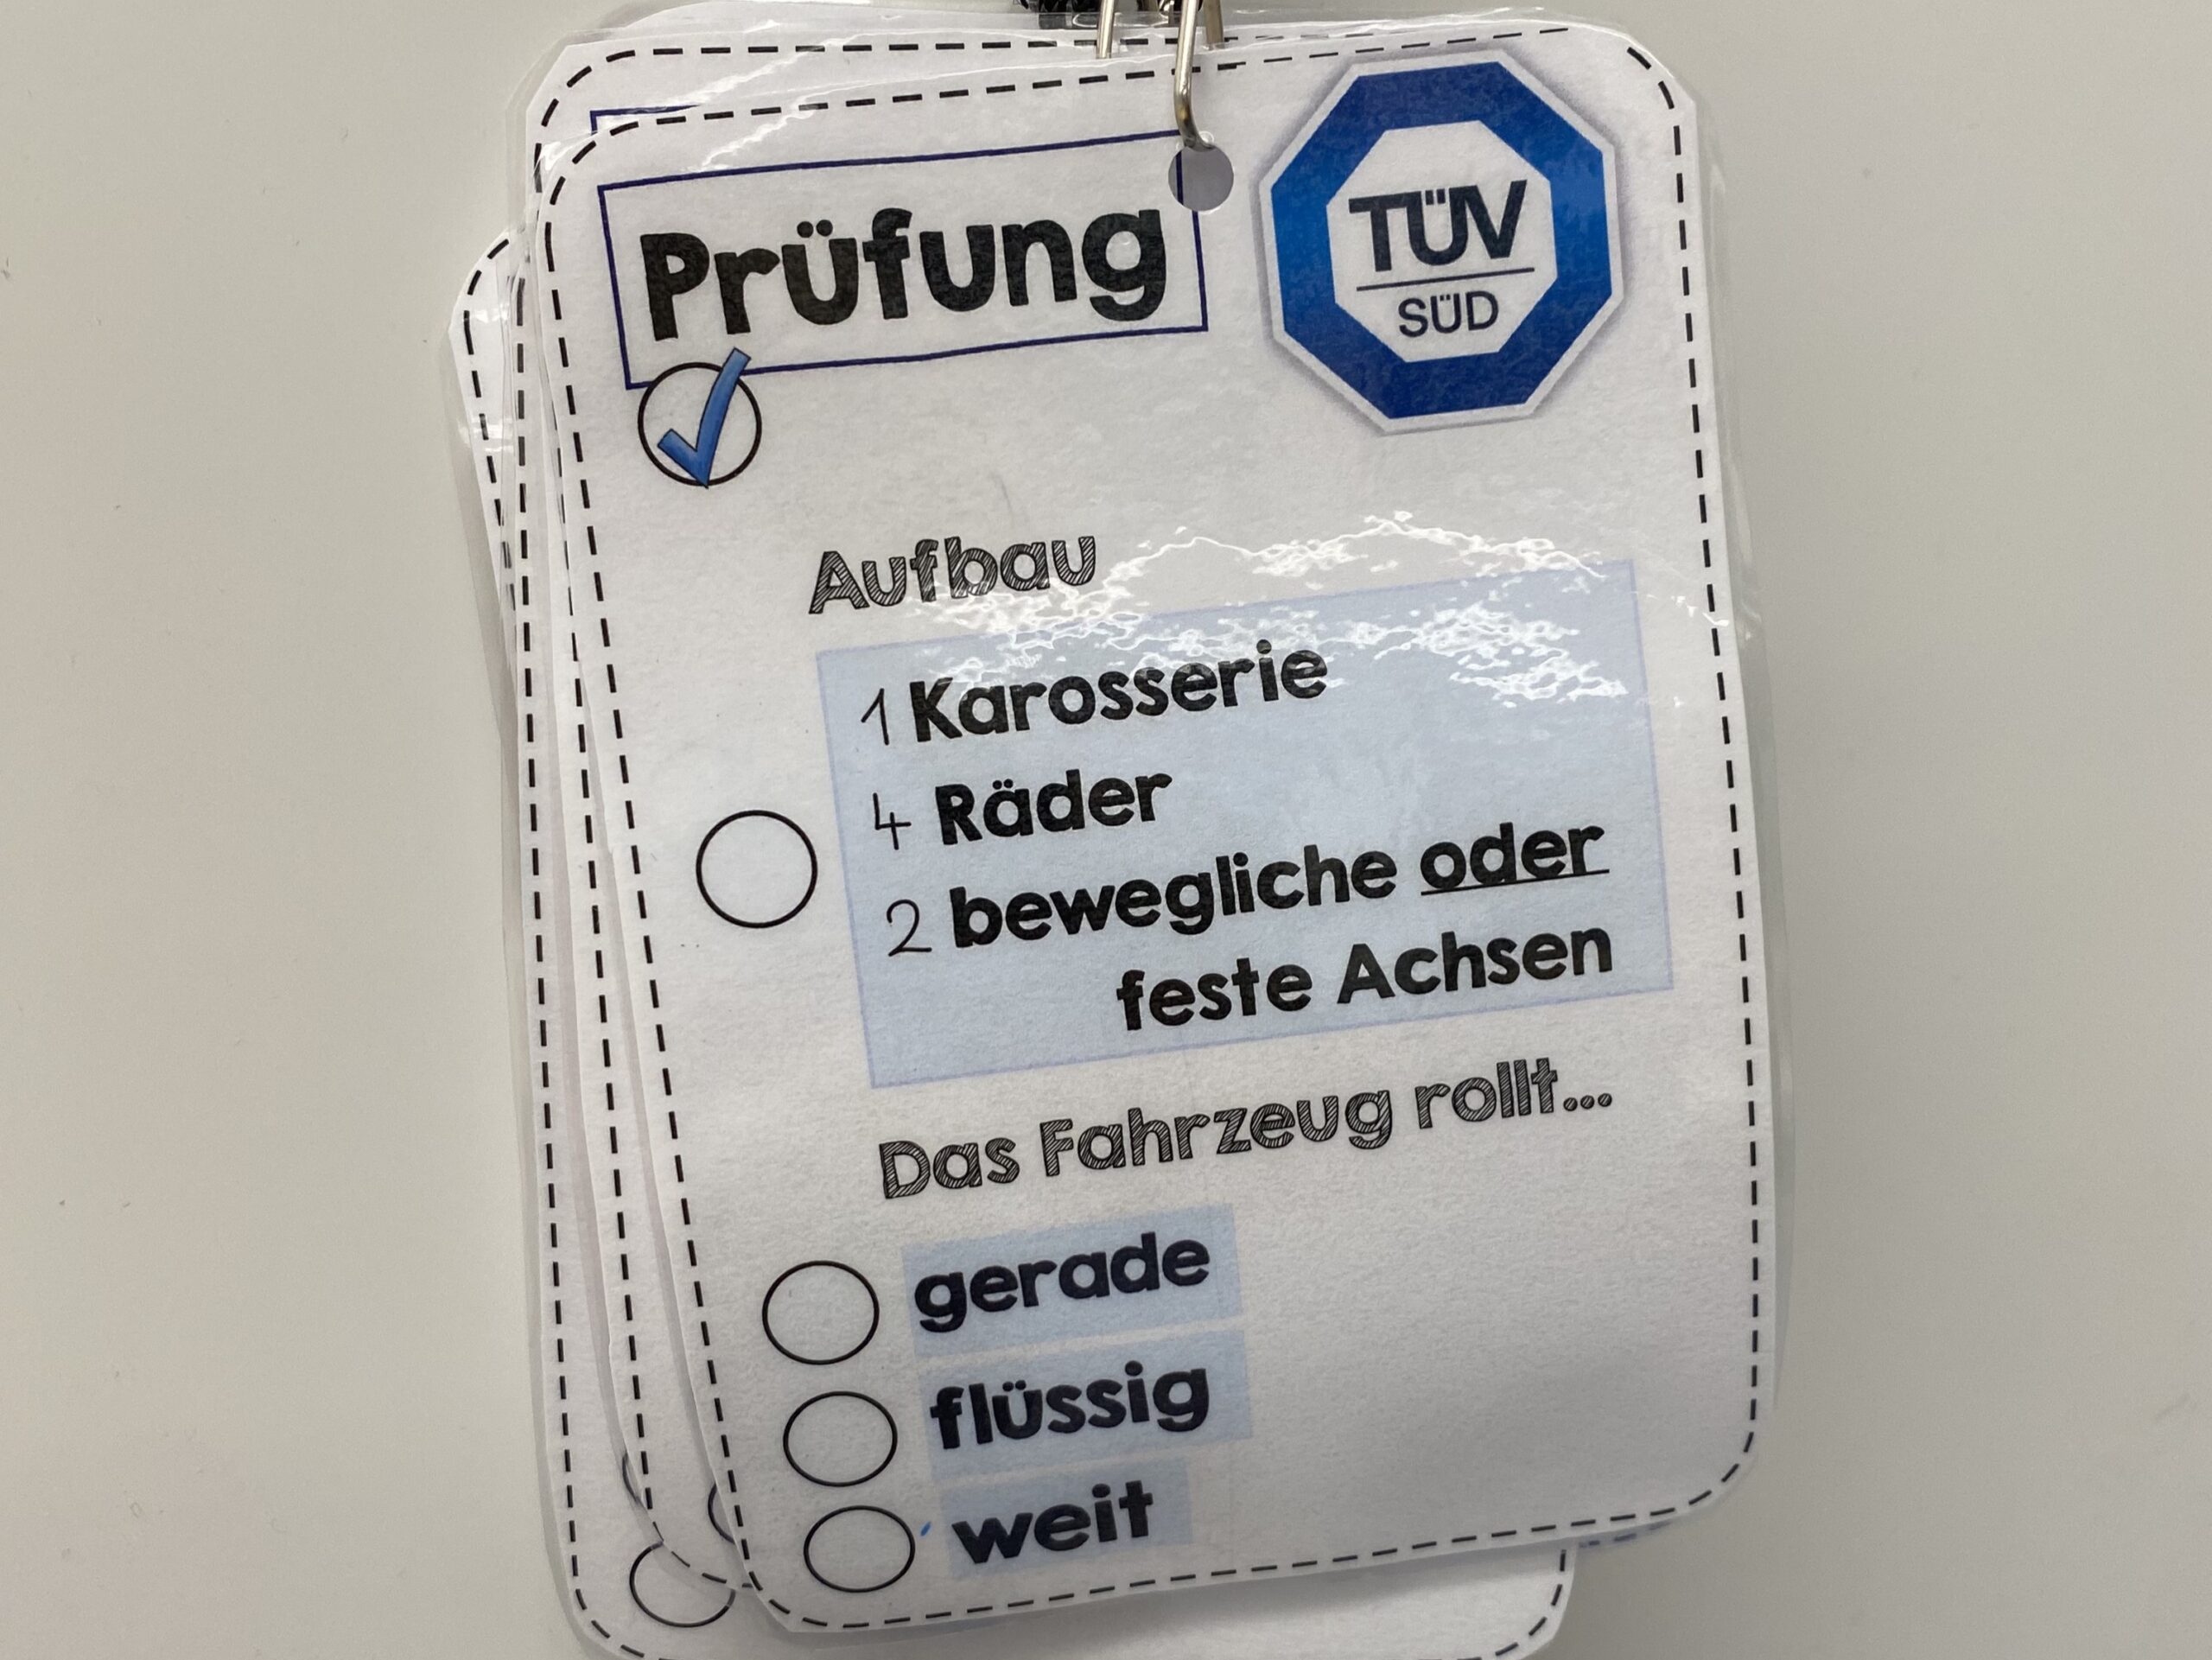 Prüfung
TÜV
SÜD
Aufbau
1 Karosserie
4 Räder
2 bewegliche oder
feste Achsen
Das Fahrzeug rollt...
gerade
flüssig
weit